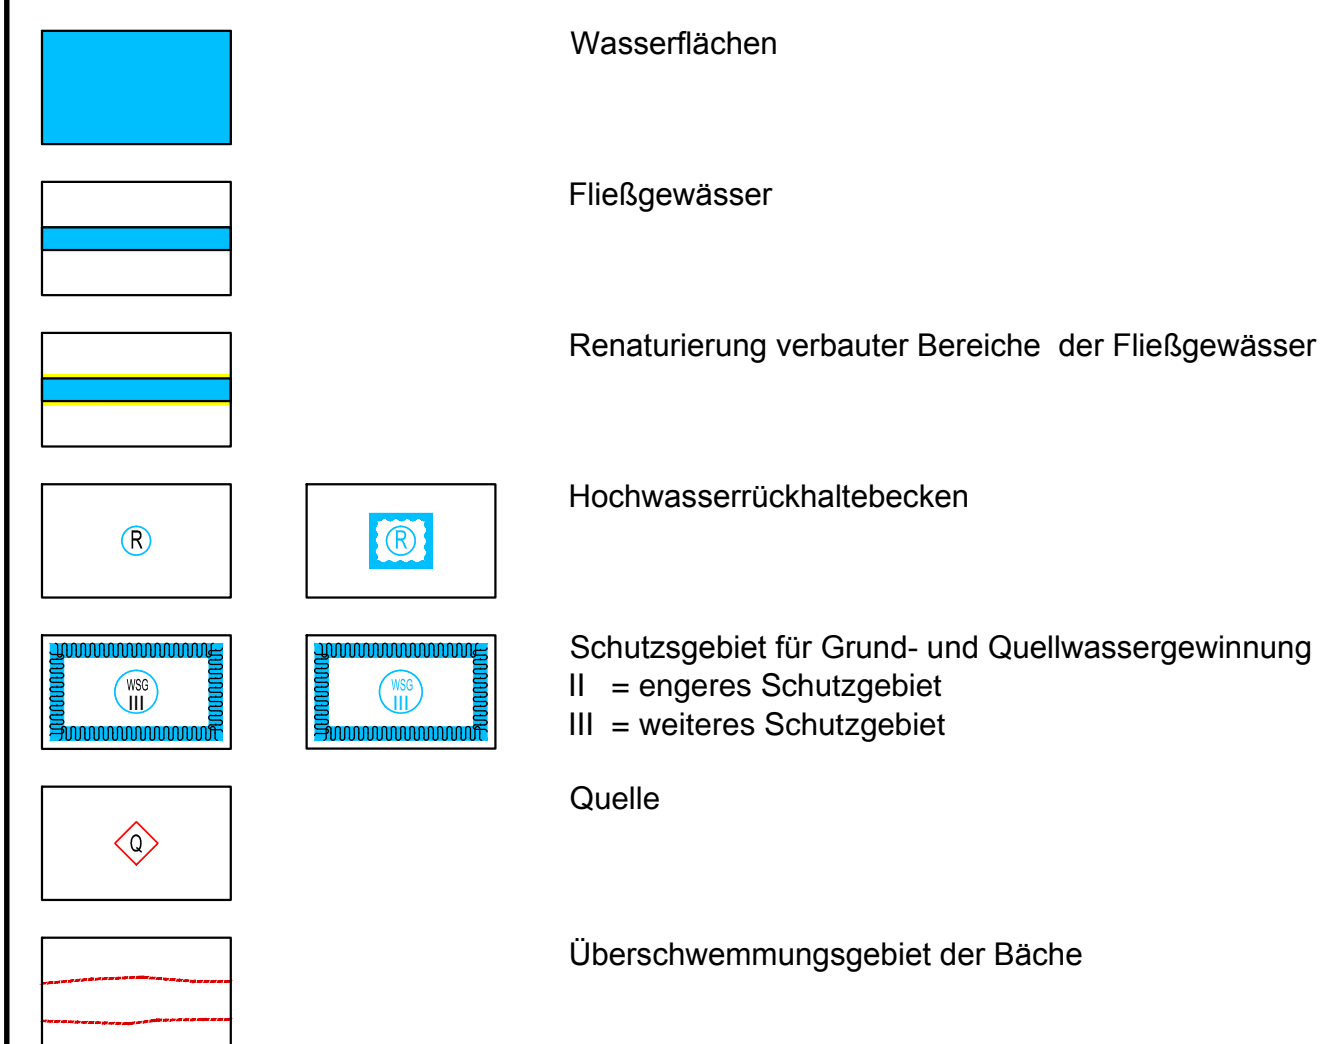 Wasserflächen
Fließgewässer
Renaturierung verbauter Bereiche der Fließgewässer
R R Hochwasserrückhaltebecken
Schutzsgebiet für Grund- und Quellwassergewinnung
WSG WSG II = engeres Schutzgebiet
III III III = weiteres Schutzgebiet
Quelle
Q
Überschwemmungsgebiet der Bäche